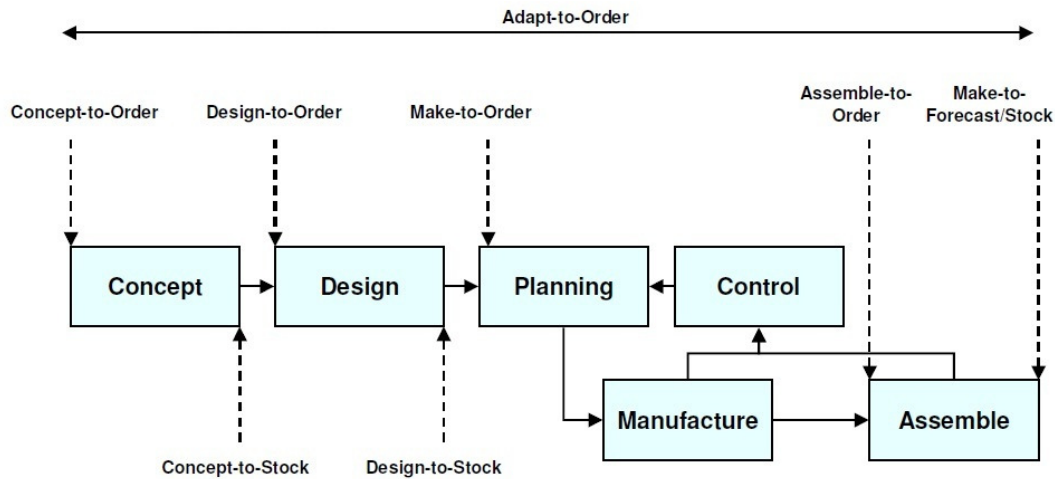 Adapt-to-Order
Concept-to-Order
Design-to-Order
Make-to-Order
Assemble-to-
Order
Make-to-
Forecast/Stock
Concept
Design
Planning
Control
Manufacture
Assemble
Concept-to-Stock
Design-to-Stock